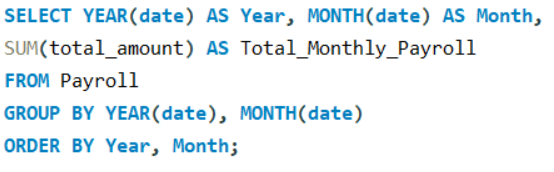 SELECT YEAR(date) AS Year, MONTH(date) AS Month,
SUM(total_amount) AS Total_Monthly_Payroll
FROM Payroll
GROUP BY YEAR(date), MONTH(date)
ORDER BY Year, Month;